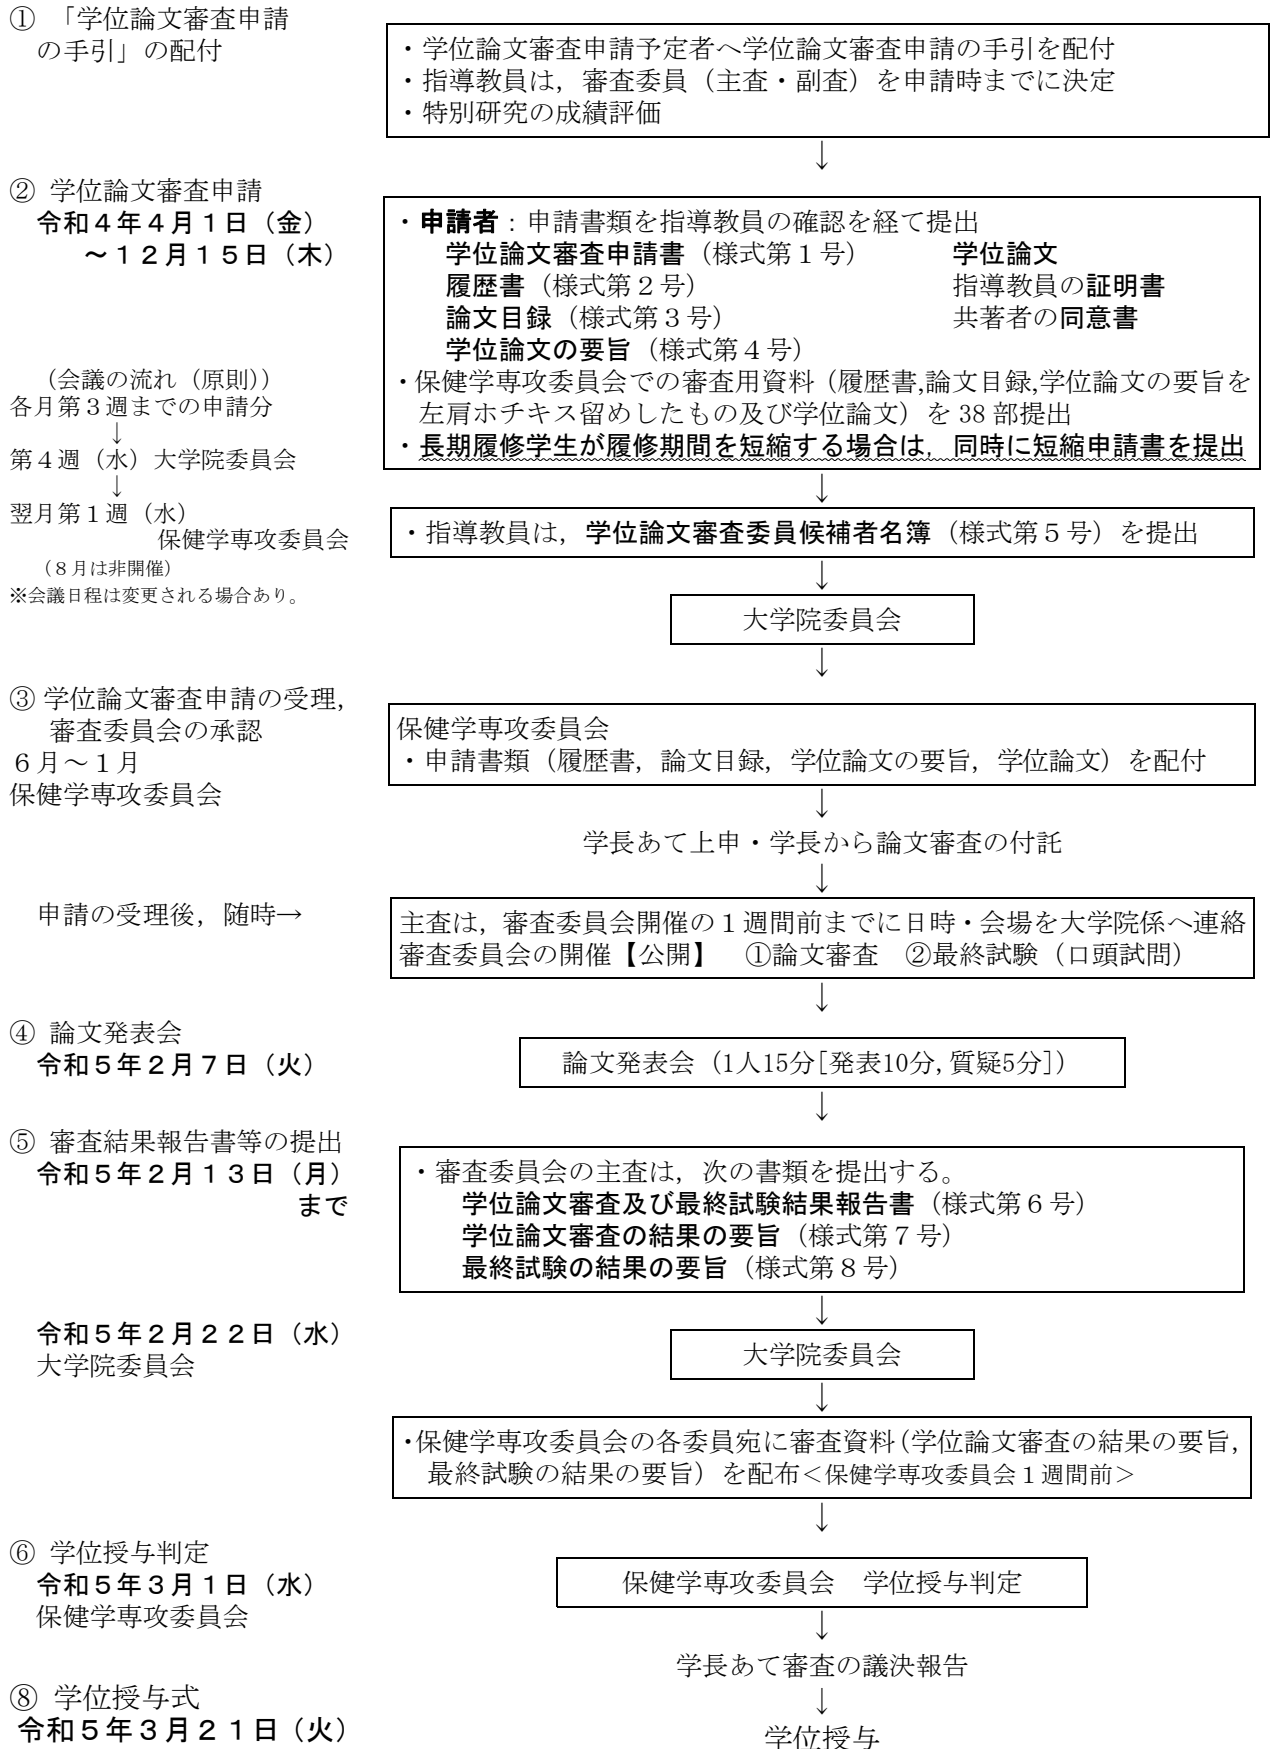 ① 「学位論文審査申請
の手引」の配付
・学位論文審査申請予定者へ学位論文審査申請の手引を配付
・指導教員は，審査委員（主査・副査）を申請時までに決定
・特別研究の成績評価
↓
② 学位論文審査申請
令和４年４月１日（金）
～１２月１５日（木）
・申請者：申請書類を指導教員の確認を経て提出
学位論文審査申請書（様式第１号） 学位論文
履歴書（様式第２号） 指導教員の証明書
論文目録（様式第３号） 共著者の同意書
学位論文の要旨（様式第４号）
・保健学専攻委員会での審査用資料（履歴書,論文目録,学位論文の要旨を
左肩ホチキス留めしたもの及び学位論文）を 38 部提出
・長期履修学生が履修期間を短縮する場合は，同時に短縮申請書を提出
（会議の流れ（原則））
各月第３週までの申請分
↓
第４週（水）大学院委員会
↓
翌月第１週（水）
保健学専攻委員会
（８月は非開催）
※会議日程は変更される場合あり。
↓
・指導教員は，学位論文審査委員候補者名簿（様式第５号）を提出
↓
大学院委員会
↓
③ 学位論文審査申請の受理，
審査委員会の承認
６月～１月
保健学専攻委員会
保健学専攻委員会
・申請書類（履歴書，論文目録，学位論文の要旨，学位論文）を配付
↓
学長あて上申・学長から論文審査の付託
↓
申請の受理後，随時→
主査は，審査委員会開催の１週間前までに日時・会場を大学院係へ連絡
審査委員会の開催【公開】 ①論文審査 ②最終試験（口頭試問）
↓
④ 論文発表会
令和５年２月７日（火）
論文発表会（1人15分[発表10分,質疑5分]）
↓
⑤ 審査結果報告書等の提出
令和５年２月１３日（月）
まで
・審査委員会の主査は，次の書類を提出する。
学位論文審査及び最終試験結果報告書（様式第６号）
学位論文審査の結果の要旨（様式第７号）
最終試験の結果の要旨（様式第８号）
↓
令和５年２月２２日（水）
大学院委員会
大学院委員会
↓
・保健学専攻委員会の各委員宛に審査資料（学位論文審査の結果の要旨，
最終試験の結果の要旨）を配布＜保健学専攻委員会１週間前＞
↓
⑥ 学位授与判定
令和５年３月１日（水）
保健学専攻委員会
保健学専攻委員会 学位授与判定
↓
学長あて審査の議決報告
↓
⑧ 学位授与式
令和５年３月２１日（火）
学位授与